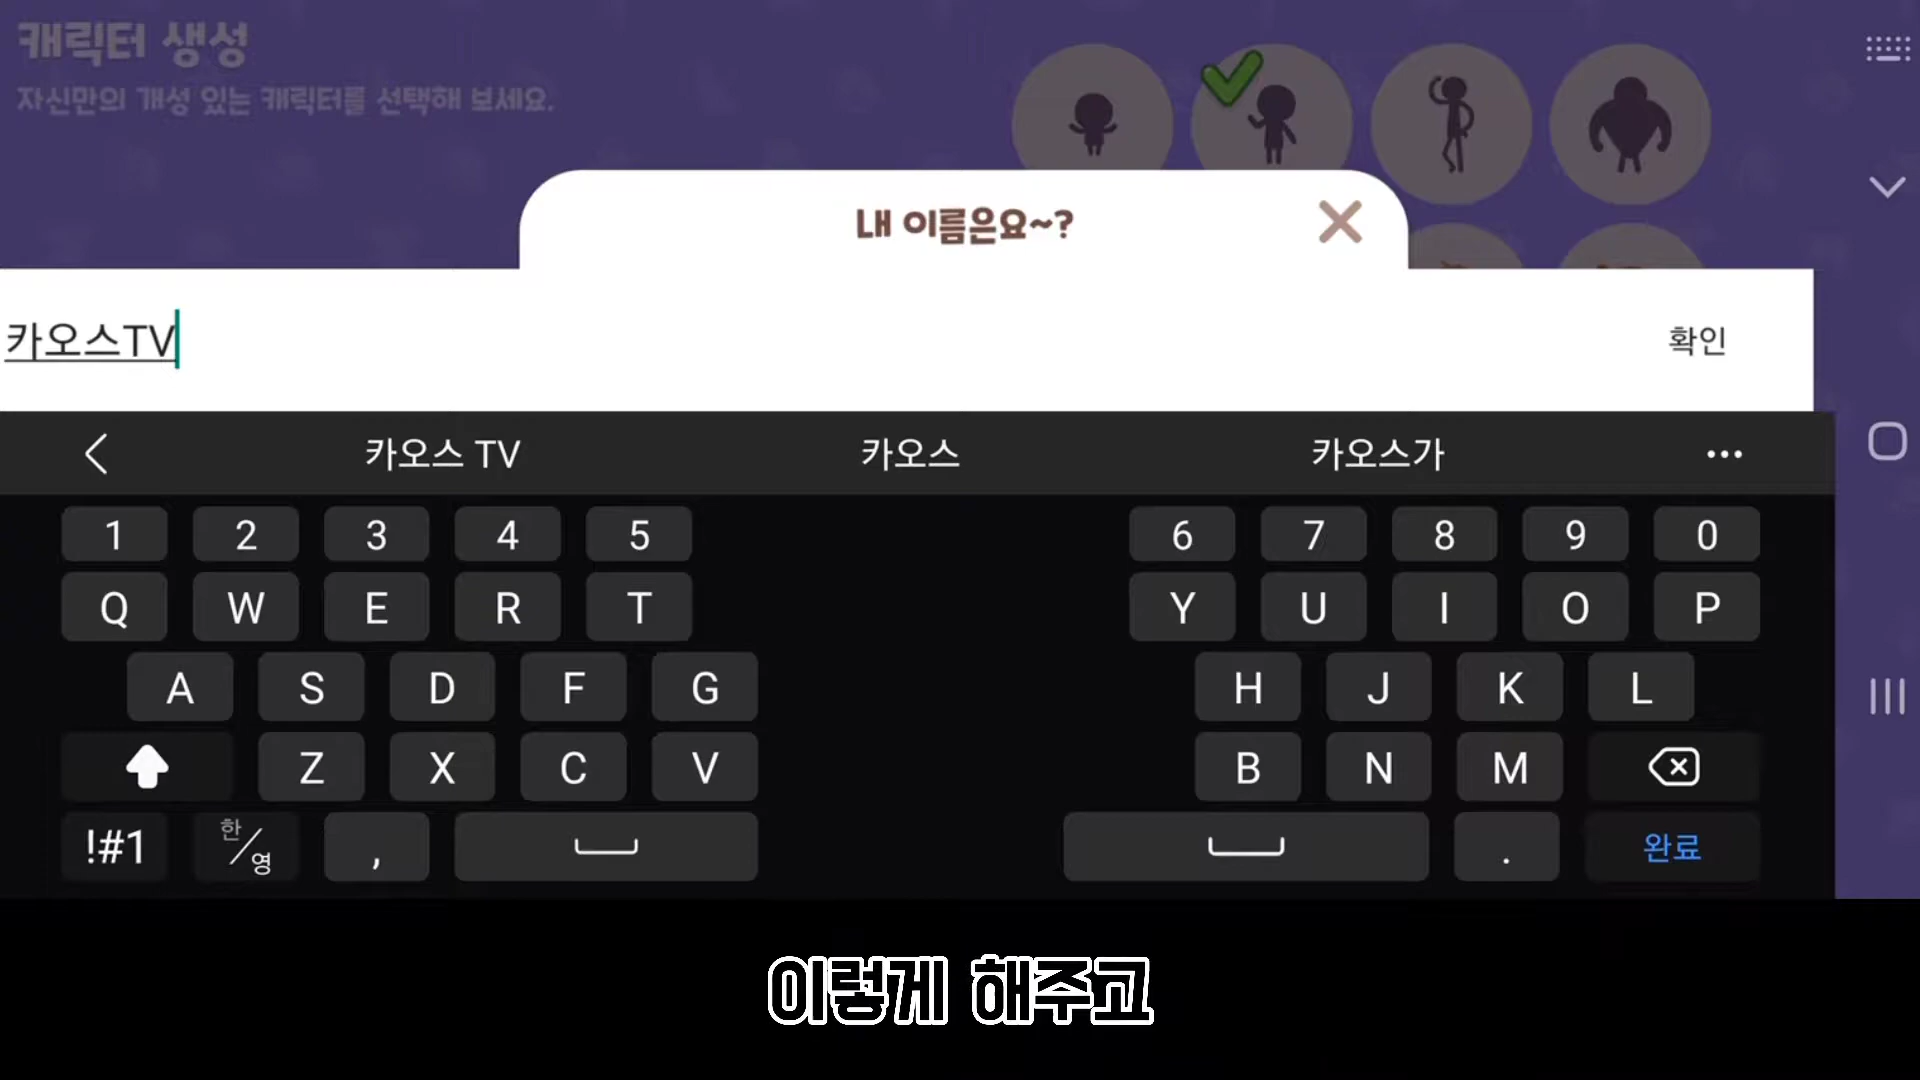 캐릭터 생성
자신만의 개성 있는 캐릭터를 선택해 보세요.
내 이름은요~?
카오스TV
확인
카오스 TV 카오스 카오스가
1 2 3 4 5 6 7 8 9 0
Q W E R T Y U I O P
A S D F G H J K L
Z X C V B N M
!#1 한/영 , . 완료
이렇게 해주고